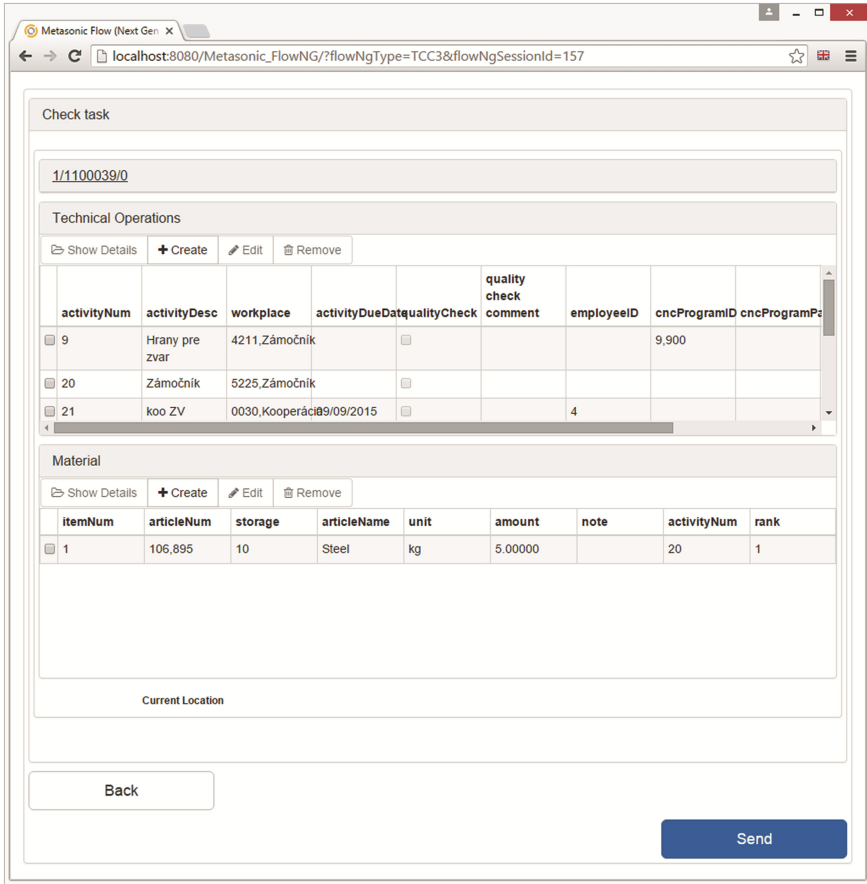 Metasonic Flow (Next Gen
localhost:8080/Metasonic_FlowNG/?flowNgType=TCC3&flowNgSessionId=157
Check task
1/1100039/0
Technical Operations
Show Details Create Edit Remove
activityNum activityDesc workplace activityDueDate qualityCheck quality check comment employeeID cncProgramID cncProgramPa
9 Hrany pre zvar 4211,Zámočník 9,900
20 Zámočník 5225,Zámočník
21 koo ZV 0030,Kooperácia 09/09/2015 4
Material
Show Details Create Edit Remove
itemNum articleNum storage articleName unit amount note activityNum rank
1 106,895 10 Steel kg 5.00000 20 1
Current Location
Back
Send